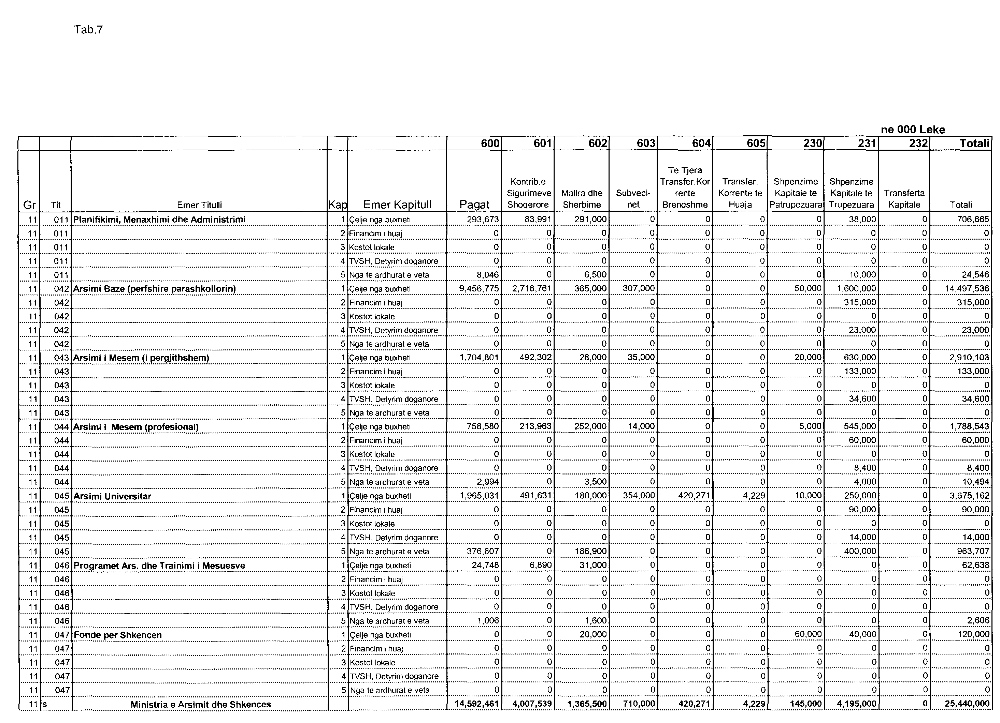 Tab.7
ne 000 Leke
600 601 602 603 604 605 230 231 232 Totali
Gr Tit Emer Titulli Kap Emer Kapitull Pagat Kontrib.e Sigurimeve Shoqerore Mallra dhe Sherbime Subveci-net Te Tjera Transfer.Korrente Brendshme Transfer. Korrente te Huaja Shpenzime Kapitale te Patrupezuara Shpenzime Kapitale te Trupezuara Transferta Kapitale Totali
11 011 Planifikimi, Menaxhimi dhe Administrimi 1 Çelje nga buxheti 293,673 83,991 291,000 0 0 0 0 38,000 0 706,665
11 011 2 Financim i huaj 0 0 0 0 0 0 0 0 0 0
11 011 3 Kostot lokale 0 0 0 0 0 0 0 0 0 0
11 011 4 TVSH, Detyrim doganore 0 0 0 0 0 0 0 0 0 0
11 011 5 Nga te ardhurat e veta 8,046 0 6,500 0 0 0 0 10,000 0 24,546
11 042 Arsimi Baze (perfshire parashkollorin) 1 Çelje nga buxheti 9,456,775 2,718,761 365,000 307,000 0 0 50,000 1,600,000 0 14,497,536
11 042 2 Financim i huaj 0 0 0 0 0 0 0 315,000 0 315,000
11 042 3 Kostot lokale 0 0 0 0 0 0 0 0 0 0
11 042 4 TVSH, Detyrim doganore 0 0 0 0 0 0 0 23,000 0 23,000
11 042 5 Nga te ardhurat e veta 0 0 0 0 0 0 0 0 0 0
11 043 Arsimi i Mesem (i pergjithshem) 1 Çelje nga buxheti 1,704,801 492,302 28,000 35,000 0 0 20,000 630,000 0 2,910,103
11 043 2 Financim i huaj 0 0 0 0 0 0 0 133,000 0 133,000
11 043 3 Kostot lokale 0 0 0 0 0 0 0 0 0 0
11 043 4 TVSH, Detyrim doganore 0 0 0 0 0 0 0 34,600 0 34,600
11 043 5 Nga te ardhurat e veta 0 0 0 0 0 0 0 0 0 0
11 044 Arsimi i Mesem (profesional) 1 Çelje nga buxheti 758,580 213,963 252,000 14,000 0 0 5,000 545,000 0 1,788,543
11 044 2 Financim i huaj 0 0 0 0 0 0 0 60,000 0 60,000
11 044 3 Kostot lokale 0 0 0 0 0 0 0 0 0 0
11 044 4 TVSH, Detyrim doganore 0 0 0 0 0 0 0 8,400 0 8,400
11 044 5 Nga te ardhurat e veta 2,994 0 3,500 0 0 0 0 4,000 0 10,494
11 045 Arsimi Universitar 1 Çelje nga buxheti 1,965,031 491,631 180,000 354,000 420,271 4,229 10,000 250,000 0 3,675,162
11 045 2 Financim i huaj 0 0 0 0 0 0 0 90,000 0 90,000
11 045 3 Kostot lokale 0 0 0 0 0 0 0 0 0 0
11 045 4 TVSH, Detyrim doganore 0 0 0 0 0 0 0 14,000 0 14,000
11 045 5 Nga te ardhurat e veta 376,807 0 186,900 0 0 0 0 400,000 0 963,707
11 046 Programet Ars. dhe Trainimi i Mesuesve 1 Çelje nga buxheti 24,748 6,890 31,000 0 0 0 0 0 0 62,638
11 046 2 Financim i huaj 0 0 0 0 0 0 0 0 0 0
11 046 3 Kostot lokale 0 0 0 0 0 0 0 0 0 0
11 046 4 TVSH, Detyrim doganore 0 0 0 0 0 0 0 0 0 0
11 046 5 Nga te ardhurat e veta 1,006 0 1,600 0 0 0 0 0 0 2,606
11 047 Fonde per Shkencen 1 Çelje nga buxheti 0 0 20,000 0 0 0 60,000 40,000 0 120,000
11 047 2 Financim i huaj 0 0 0 0 0 0 0 0 0 0
11 047 3 Kostot lokale 0 0 0 0 0 0 0 0 0 0
11 047 4 TVSH, Detyrim doganore 0 0 0 0 0 0 0 0 0 0
11 047 5 Nga te ardhurat e veta 0 0 0 0 0 0 0 0 0 0
11 s Ministria e Arsimit dhe Shkences 14,592,461 4,007,539 1,365,500 710,000 420,271 4,229 145,000 4,195,000 0 25,440,000